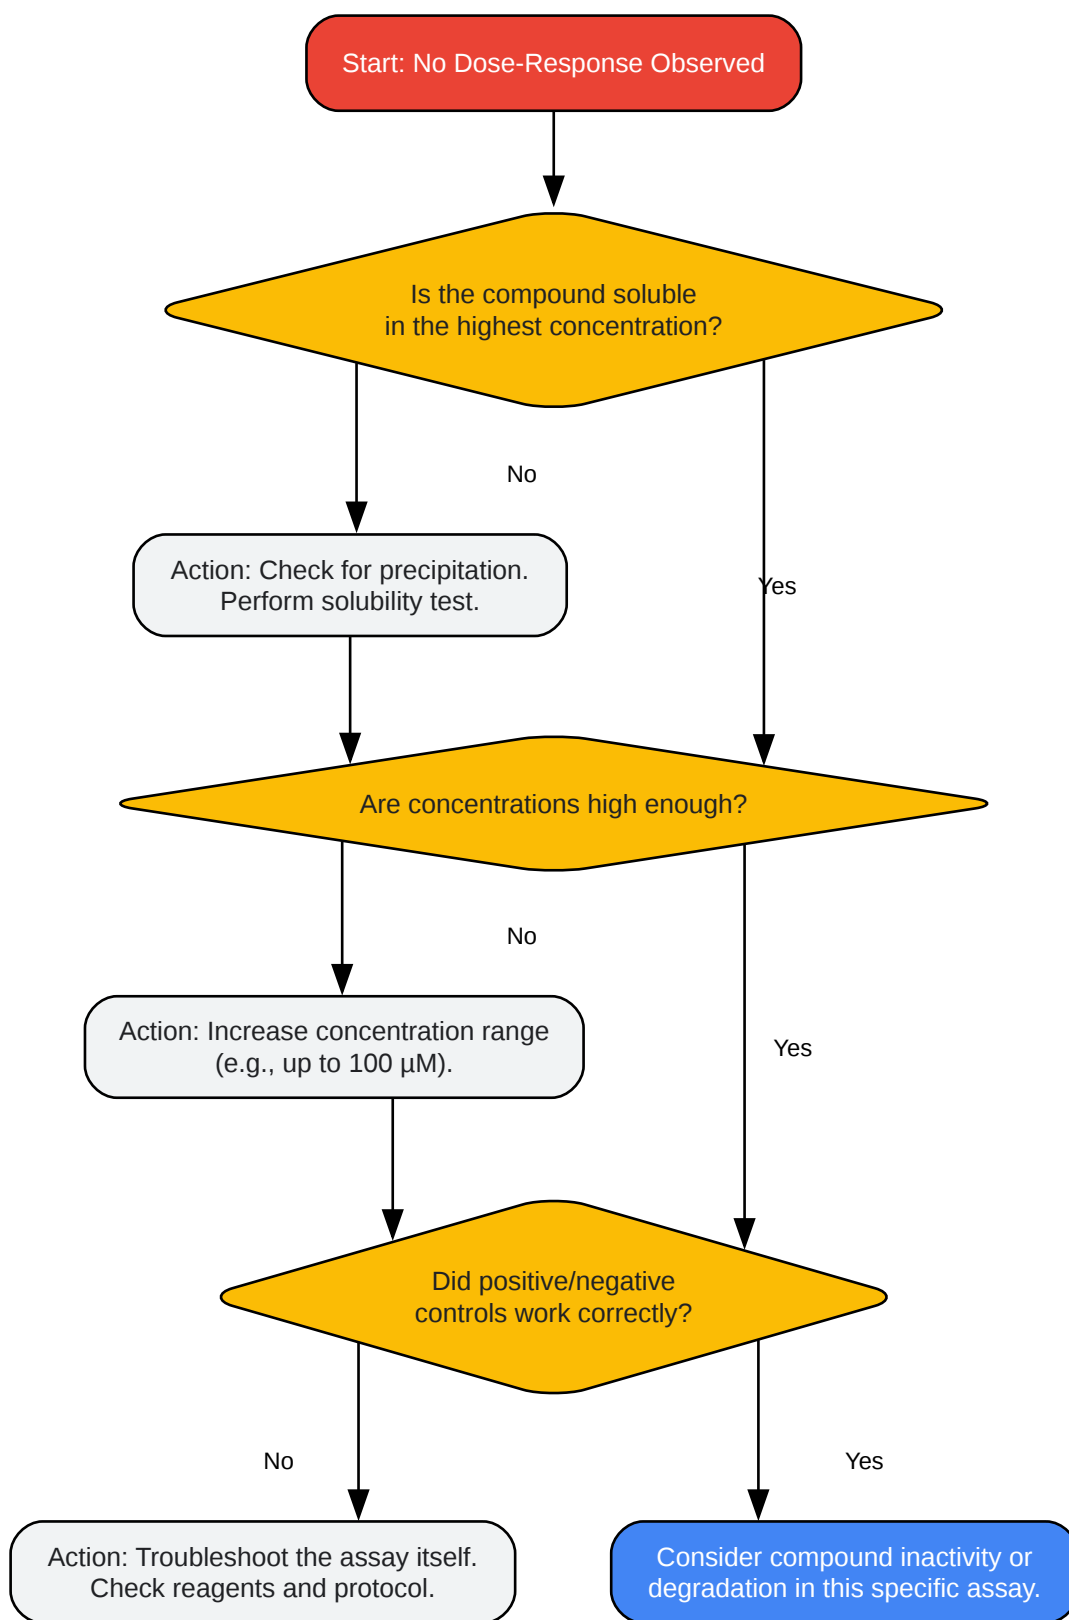 Start: No Dose-Response Observed
Is the compound soluble
in the highest concentration?
No
Action: Check for precipitation.
Perform solubility test.
Yes
Are concentrations high enough?
No
Action: Increase concentration range
(e.g., up to 100 µM).
Yes
Did positive/negative
controls work correctly?
No
Yes
Action: Troubleshoot the assay itself.
Check reagents and protocol.
Consider compound inactivity or
degradation in this specific assay.